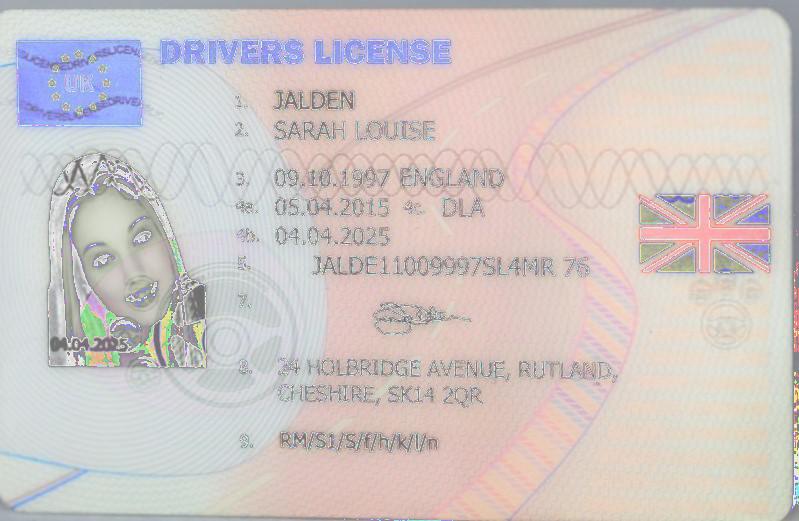 UK
DRIVERS LICENSE
1. JALDEN
2. SARAH LOUISE
3. 09.10.1997 ENGLAND
4a. 05.04.2015 4c. DLA
4b. 04.04.2025
5. JALDE11009997SL4MR 76
7.
04.04.2025
8. 24 HOLBRIDGE AVENUE, RUTLAND,
CHESHIRE, SK14 2QR
9. RM/S1/S/f/h/k/l/n